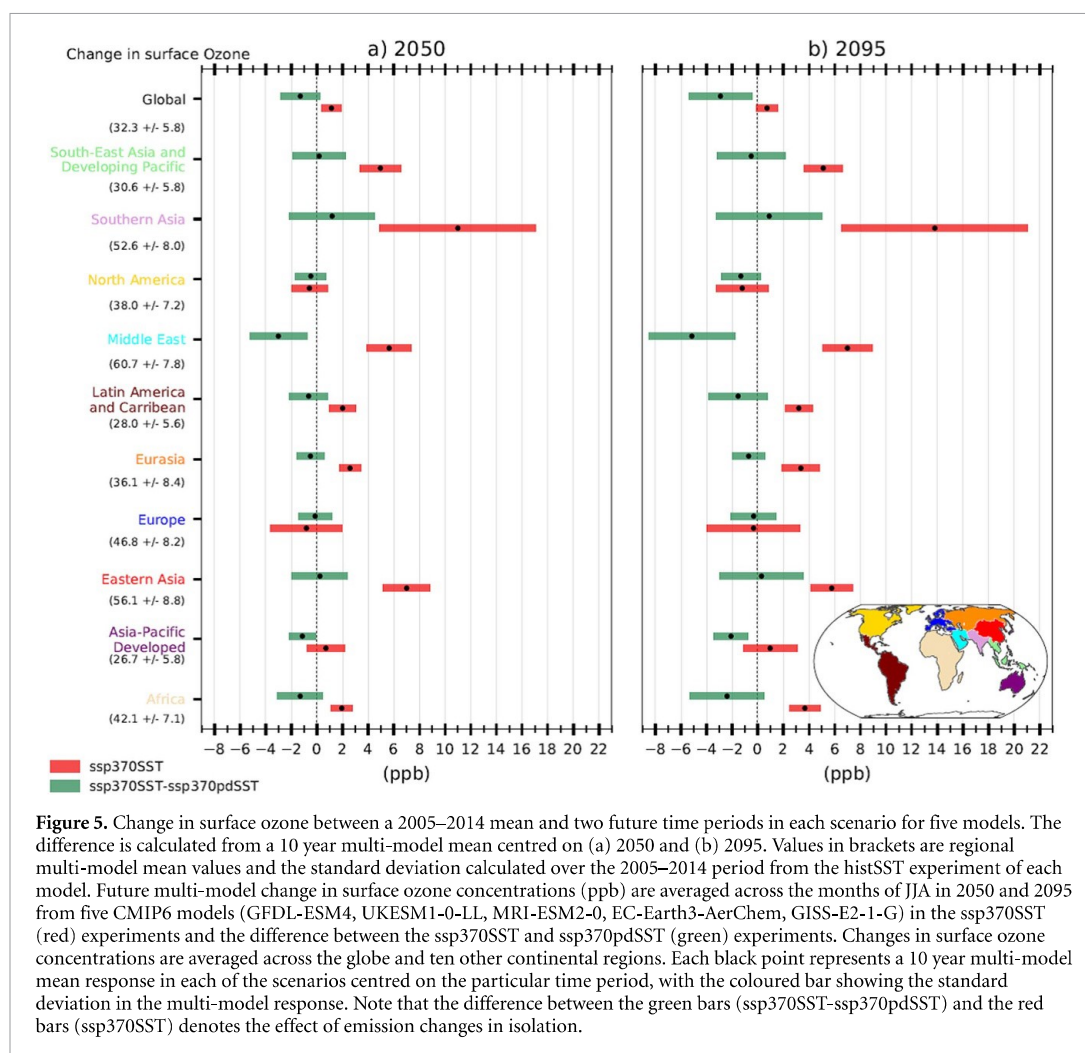 Change in surface Ozone
a) 2050
b) 2095
Global
(32.3 +/- 5.8)
South-East Asia and
Developing Pacific
(30.6 +/- 5.8)
Southern Asia
(52.6 +/- 8.0)
North America
(38.0 +/- 7.2)
Middle East
(60.7 +/- 7.8)
Latin America
and Carribean
(28.0 +/- 5.6)
Eurasia
(36.1 +/- 8.4)
Europe
(46.8 +/- 8.2)
Eastern Asia
(56.1 +/- 8.8)
Asia-Pacific
Developed
(26.7 +/- 5.8)
Africa
(42.1 +/- 7.1)
−8 −6 −4 −2 0 2 4 6 8 10 12 14 16 18 20 22
−8 −6 −4 −2 0 2 4 6 8 10 12 14 16 18 20 22
(ppb)
(ppb)
ssp370SST
ssp370SST-ssp370pdSST
Figure 5. Change in surface ozone between a 2005–2014 mean and two future time periods in each scenario for five models. The
difference is calculated from a 10 year multi-model mean centred on (a) 2050 and (b) 2095. Values in brackets are regional
multi-model mean values and the standard deviation calculated over the 2005–2014 period from the histSST experiment of each
model. Future multi-model change in surface ozone concentrations (ppb) are averaged across the months of JJA in 2050 and 2095
from five CMIP6 models (GFDL-ESM4, UKESM1-0-LL, MRI-ESM2-0, EC-Earth3-AerChem, GISS-E2-1-G) in the ssp370SST
(red) experiments and the difference between the ssp370SST and ssp370pdSST (green) experiments. Changes in surface ozone
concentrations are averaged across the globe and ten other continental regions. Each black point represents a 10 year multi-model
mean response in each of the scenarios centred on the particular time period, with the coloured bar showing the standard
deviation in the multi-model response. Note that the difference between the green bars (ssp370SST-ssp370pdSST) and the red
bars (ssp370SST) denotes the effect of emission changes in isolation.